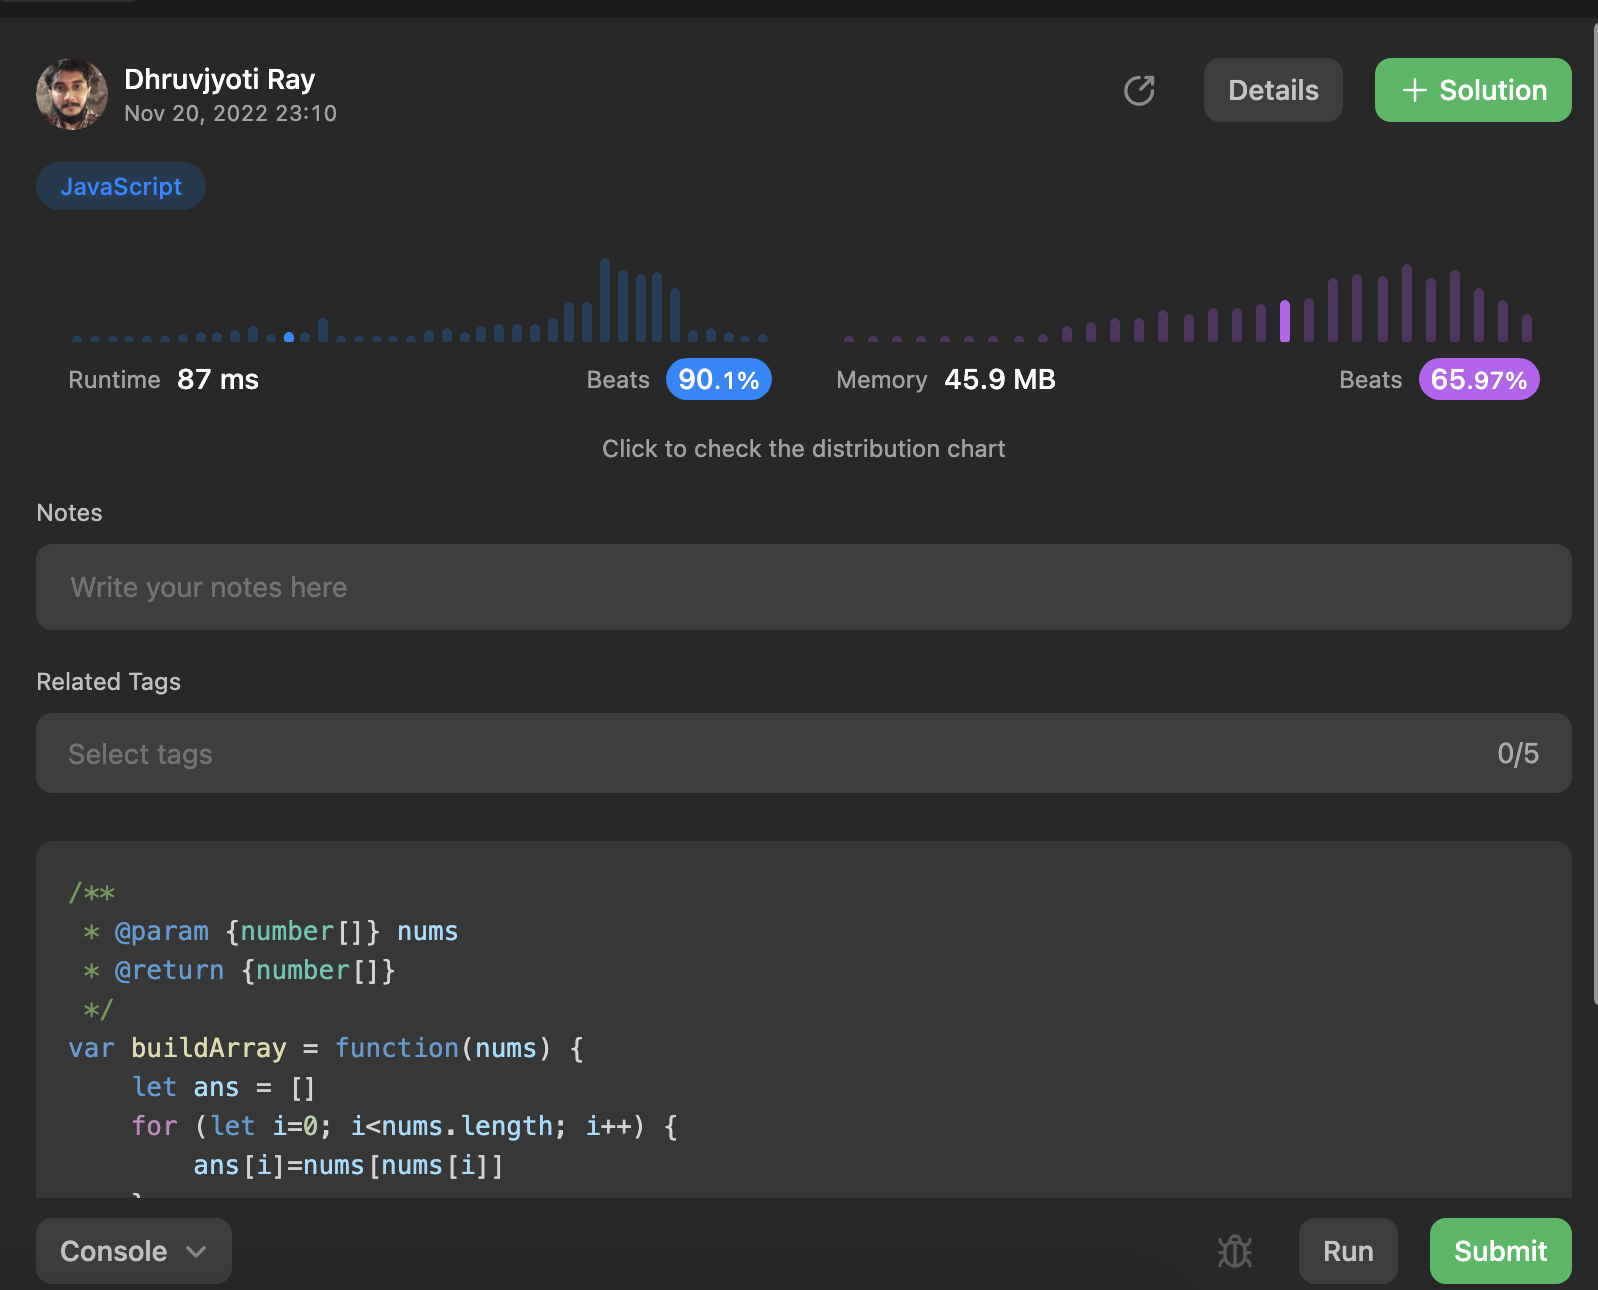 Dhruvjyoti Ray
Nov 20, 2022 23:10
Details
+ Solution
JavaScript
Runtime 87 ms Beats 90.1%
Memory 45.9 MB Beats 65.97%
Click to check the distribution chart
Notes
Write your notes here
Related Tags
Select tags 0/5
/**
 * @param {number[]} nums
 * @return {number[]}
 */
var buildArray = function(nums) {
    let ans = []
    for (let i=0; i<nums.length; i++) {
        ans[i]=nums[nums[i]]
Console
Run
Submit